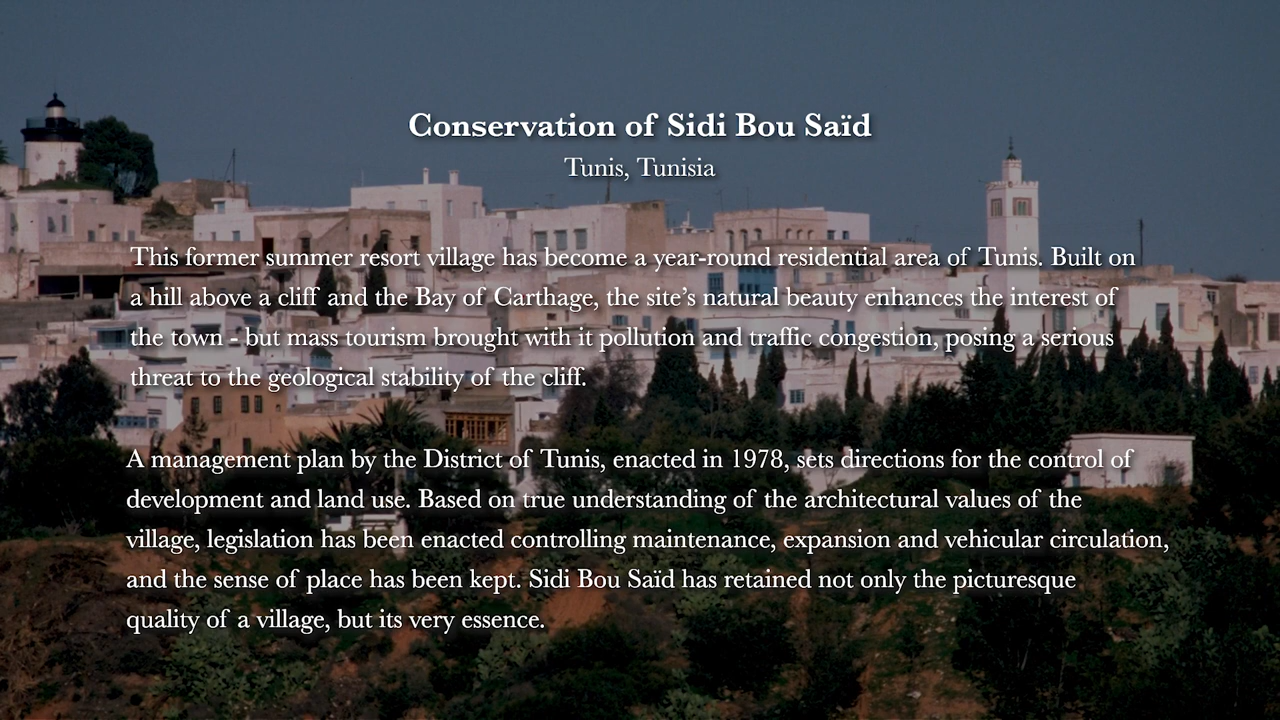 Conservation of Sidi Bou Saïd
Tunis, Tunisia
This former summer resort village has become a year-round residential area of Tunis. Built on
a hill above a cliff and the Bay of Carthage, the site’s natural beauty enhances the interest of
the town - but mass tourism brought with it pollution and traffic congestion, posing a serious
threat to the geological stability of the cliff.
A management plan by the District of Tunis, enacted in 1978, sets directions for the control of
development and land use. Based on true understanding of the architectural values of the
village, legislation has been enacted controlling maintenance, expansion and vehicular circulation,
and the sense of place has been kept. Sidi Bou Saïd has retained not only the picturesque
quality of a village, but its very essence.